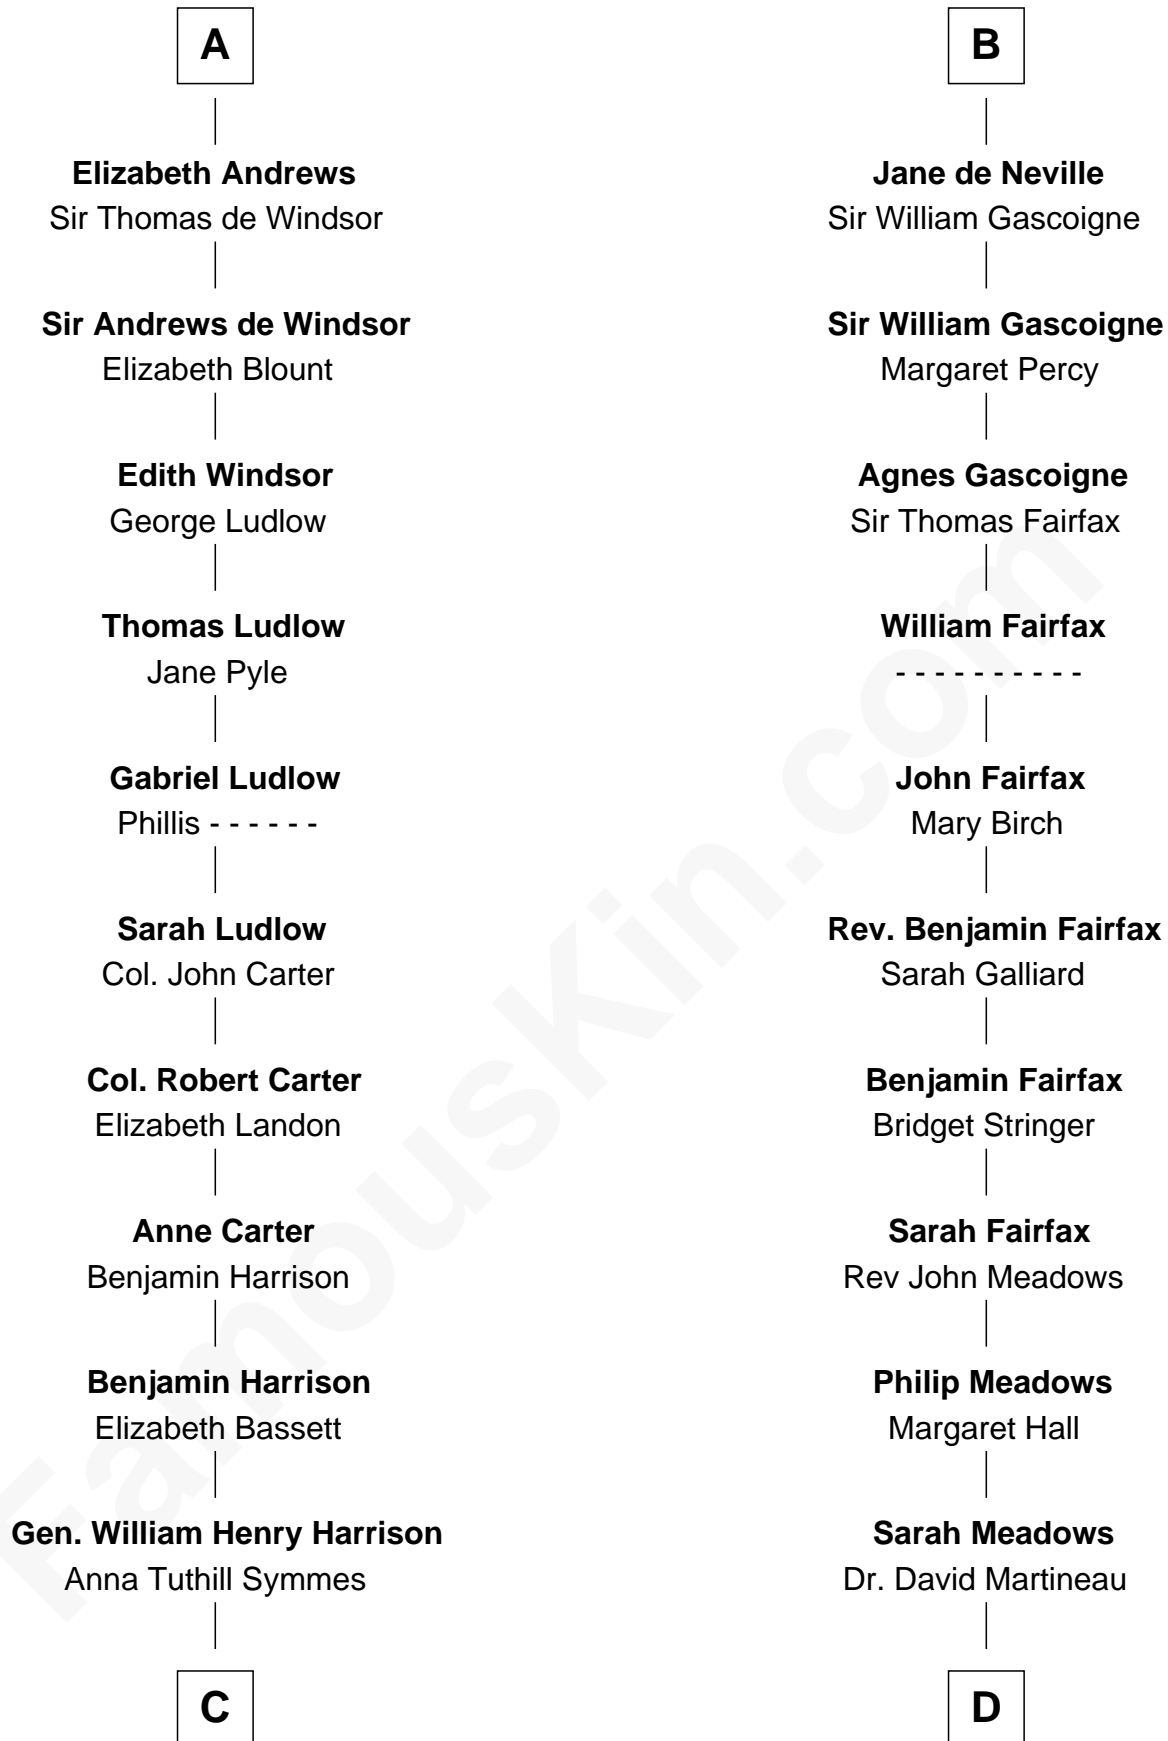 A
Elizabeth Andrews
Sir Thomas de Windsor
Sir Andrews de Windsor
Elizabeth Blount
Edith Windsor
George Ludlow
Thomas Ludlow
Jane Pyle
Gabriel Ludlow
Phillis - - - - - -
Sarah Ludlow
Col. John Carter
Col. Robert Carter
Elizabeth Landon
Anne Carter
Benjamin Harrison
Benjamin Harrison
Elizabeth Bassett
Gen. William Henry Harrison
Anna Tuthill Symmes
C
B
Jane de Neville
Sir William Gascoigne
Sir William Gascoigne
Margaret Percy
Agnes Gascoigne
Sir Thomas Fairfax
William Fairfax
- - - - - - - - - -
John Fairfax
Mary Birch
Rev. Benjamin Fairfax
Sarah Galliard
Benjamin Fairfax
Bridget Stringer
Sarah Fairfax
Rev John Meadows
Philip Meadows
Margaret Hall
Sarah Meadows
Dr. David Martineau
D
FamousKin.com